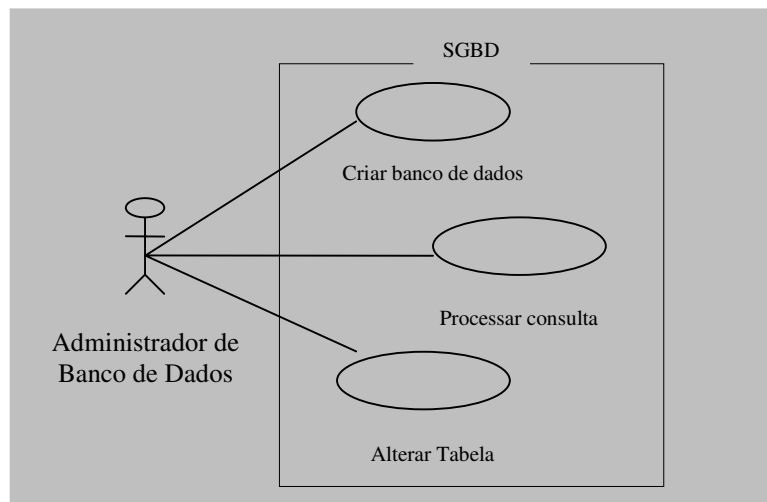 SGBD
Criar banco de dados
Processar consulta
Administrador de
Banco de Dados
Alterar Tabela